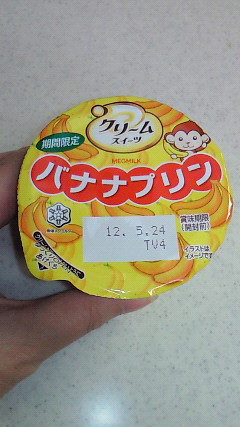 クリーム
スイーツ
期間限定
MEGMILK
バナナプリン
賞味期限
(開封前)
12. 5.24
TV4
イラストは
イメージです